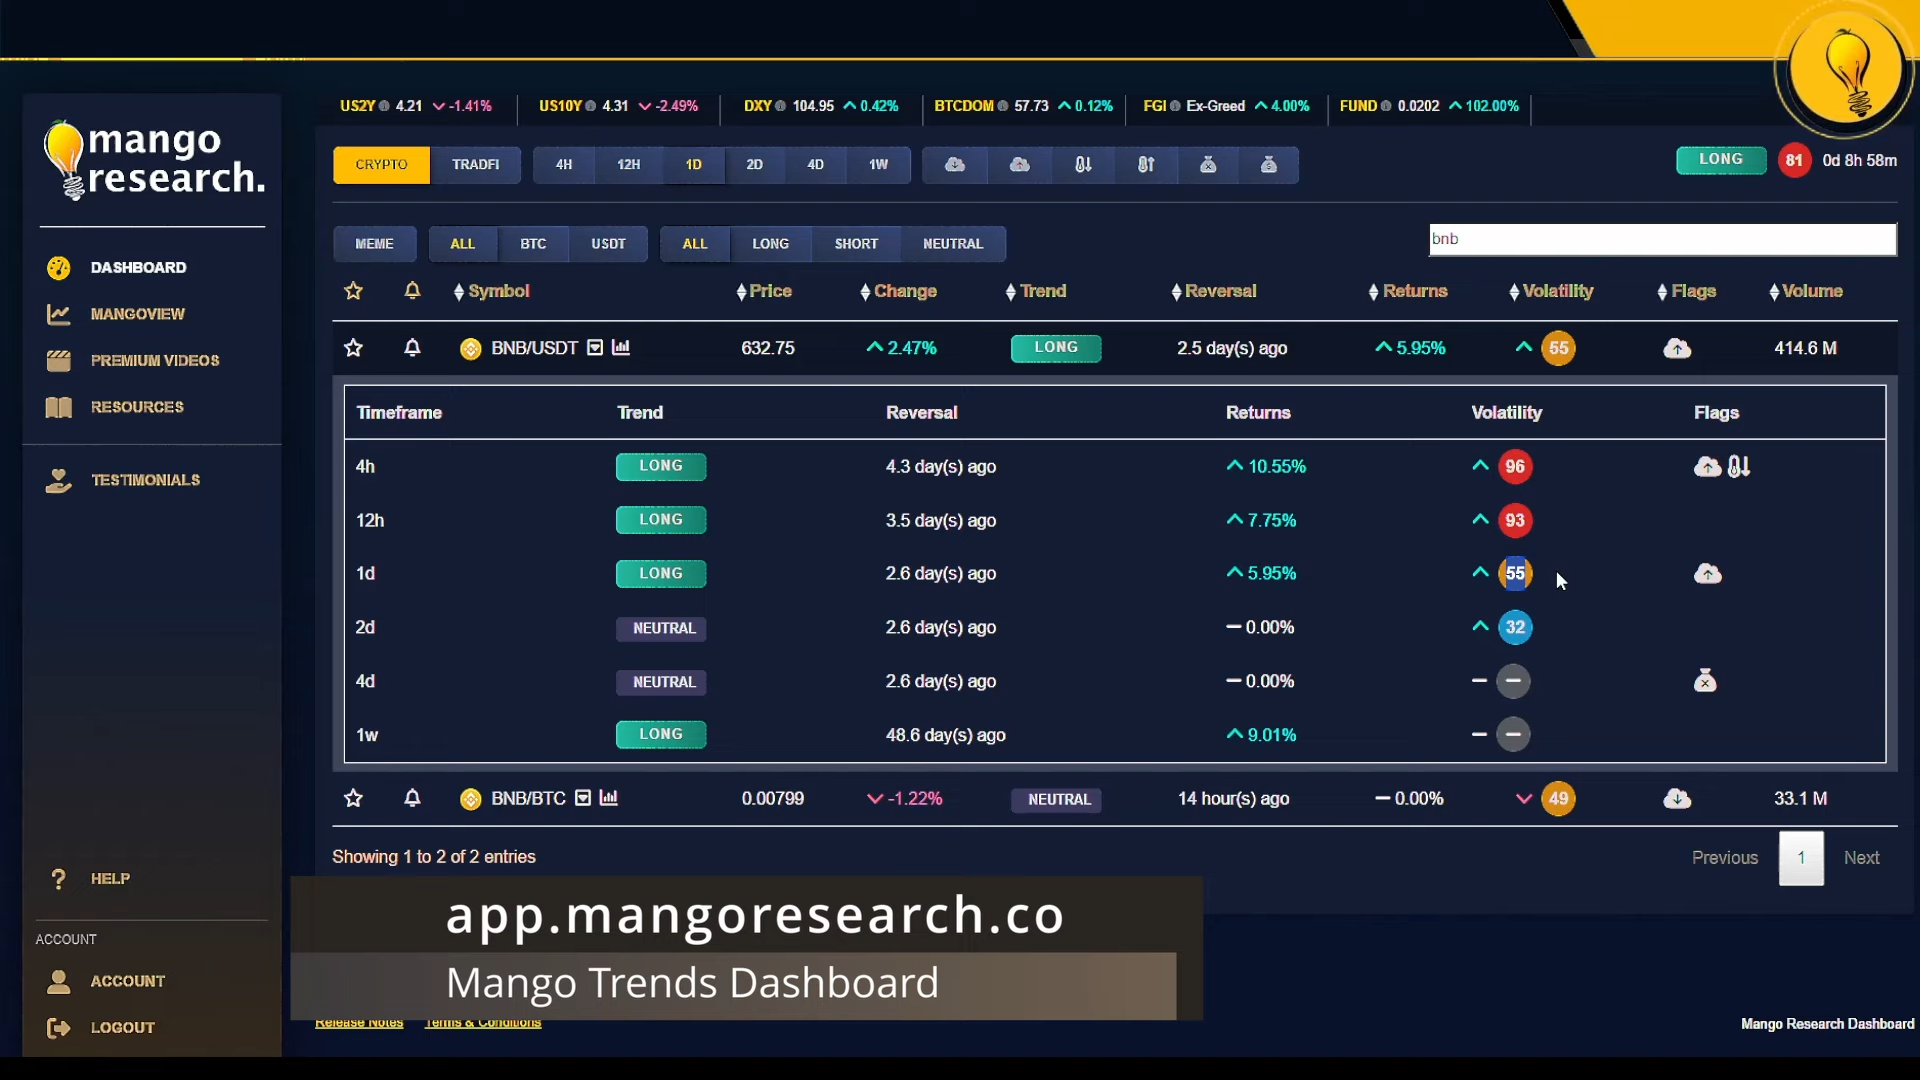 US2Y 4.21 -1.41% US10Y 4.31 -2.49% DXY 104.95 0.42% BTCDOM 57.73 0.12% FGI Ex-Greed 4.00% FUND 0.0202 102.00%
mango
research.
CRYPTO TRADFI 4H 12H 1D 2D 4D 1W LONG 81 0d 8h 58m
MEME ALL BTC USDT ALL LONG SHORT NEUTRAL bnb
DASHBOARD
MANGOVIEW
PREMIUM VIDEOS
RESOURCES
TESTIMONIALS
HELP
ACCOUNT
ACCOUNT
LOGOUT
Symbol Price Change Trend Reversal Returns Volatility Flags Volume
BNB/USDT 632.75 2.47% LONG 2.5 day(s) ago 5.95% 55 414.6 M
Timeframe Trend Reversal Returns Volatility Flags
4h LONG 4.3 day(s) ago 10.55% 96
12h LONG 3.5 day(s) ago 7.75% 93
1d LONG 2.6 day(s) ago 5.95% 55
2d NEUTRAL 2.6 day(s) ago 0.00% 32
4d NEUTRAL 2.6 day(s) ago 0.00%
1w LONG 48.6 day(s) ago 9.01%
BNB/BTC 0.00799 -1.22% NEUTRAL 14 hour(s) ago 0.00% 49 33.1 M
Showing 1 to 2 of 2 entries Previous 1 Next
app.mangoresearch.co
Mango Trends Dashboard
Release Notes Terms & Conditions Mango Research Dashboard